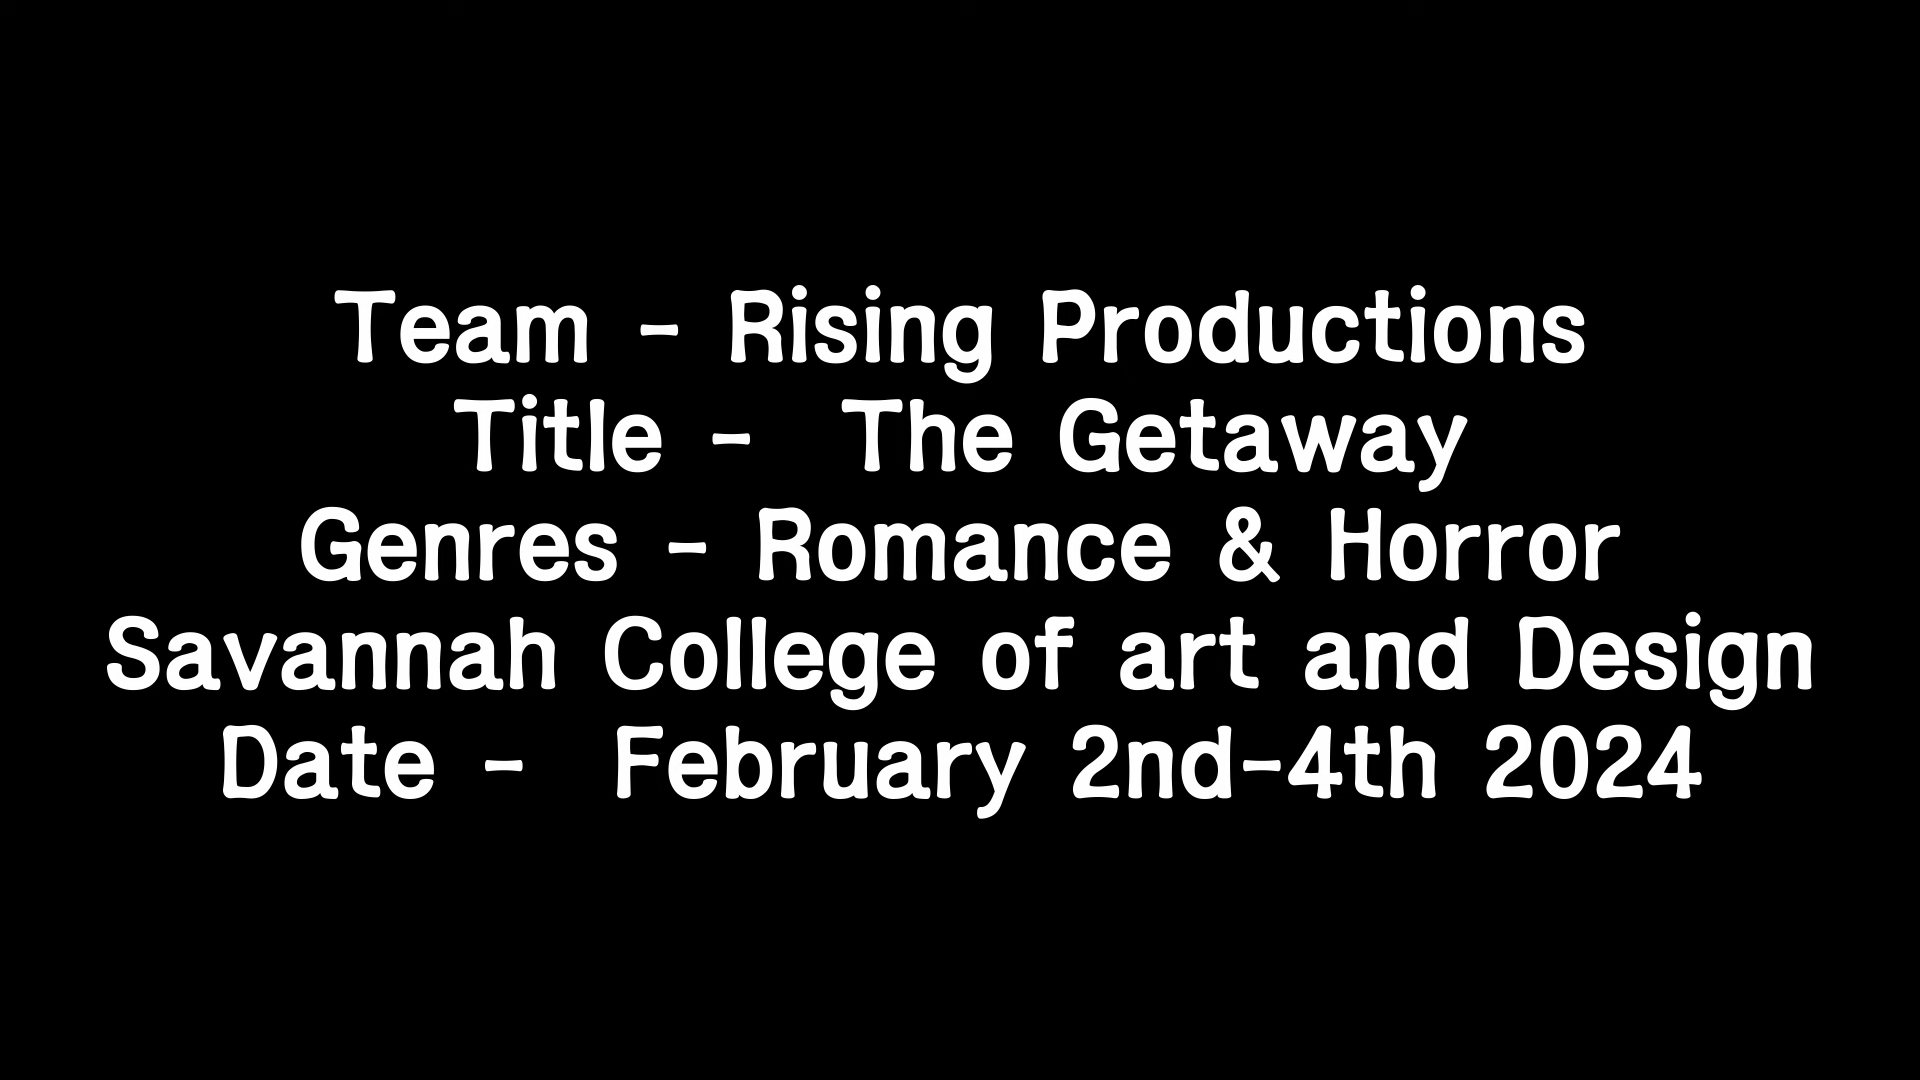 Team - Rising Productions
Title -  The Getaway
Genres - Romance & Horror
Savannah College of art and Design
Date -  February 2nd-4th 2024